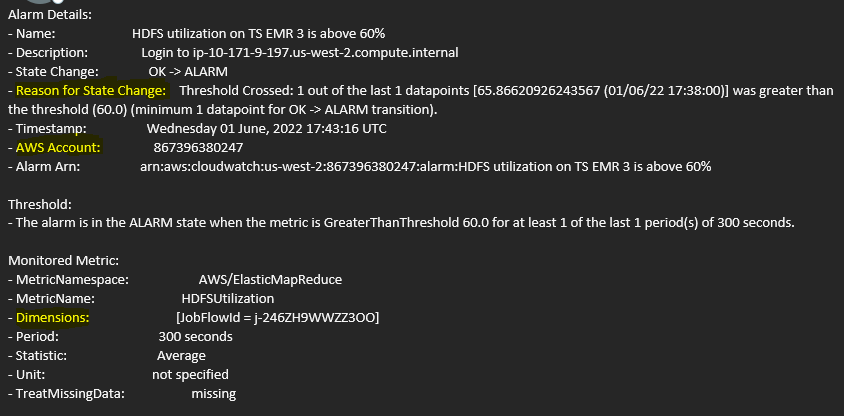 Alarm Details:
- Name: HDFS utilization on TS EMR 3 is above 60%
- Description: Login to ip-10-171-9-197.us-west-2.compute.internal
- State Change: OK -> ALARM
- Reason for State Change: Threshold Crossed: 1 out of the last 1 datapoints [65.86620926243567 (01/06/22 17:38:00)] was greater than
the threshold (60.0) (minimum 1 datapoint for OK -> ALARM transition).
- Timestamp: Wednesday 01 June, 2022 17:43:16 UTC
- AWS Account: 867396380247
- Alarm Arn: arn:aws:cloudwatch:us-west-2:867396380247:alarm:HDFS utilization on TS EMR 3 is above 60%
Threshold:
- The alarm is in the ALARM state when the metric is GreaterThanThreshold 60.0 for at least 1 of the last 1 period(s) of 300 seconds.
Monitored Metric:
- MetricNamespace: AWS/ElasticMapReduce
- MetricName: HDFSUtilization
- Dimensions: [JobFlowId = j-246ZH9WWZZ3OO]
- Period: 300 seconds
- Statistic: Average
- Unit: not specified
- TreatMissingData: missing